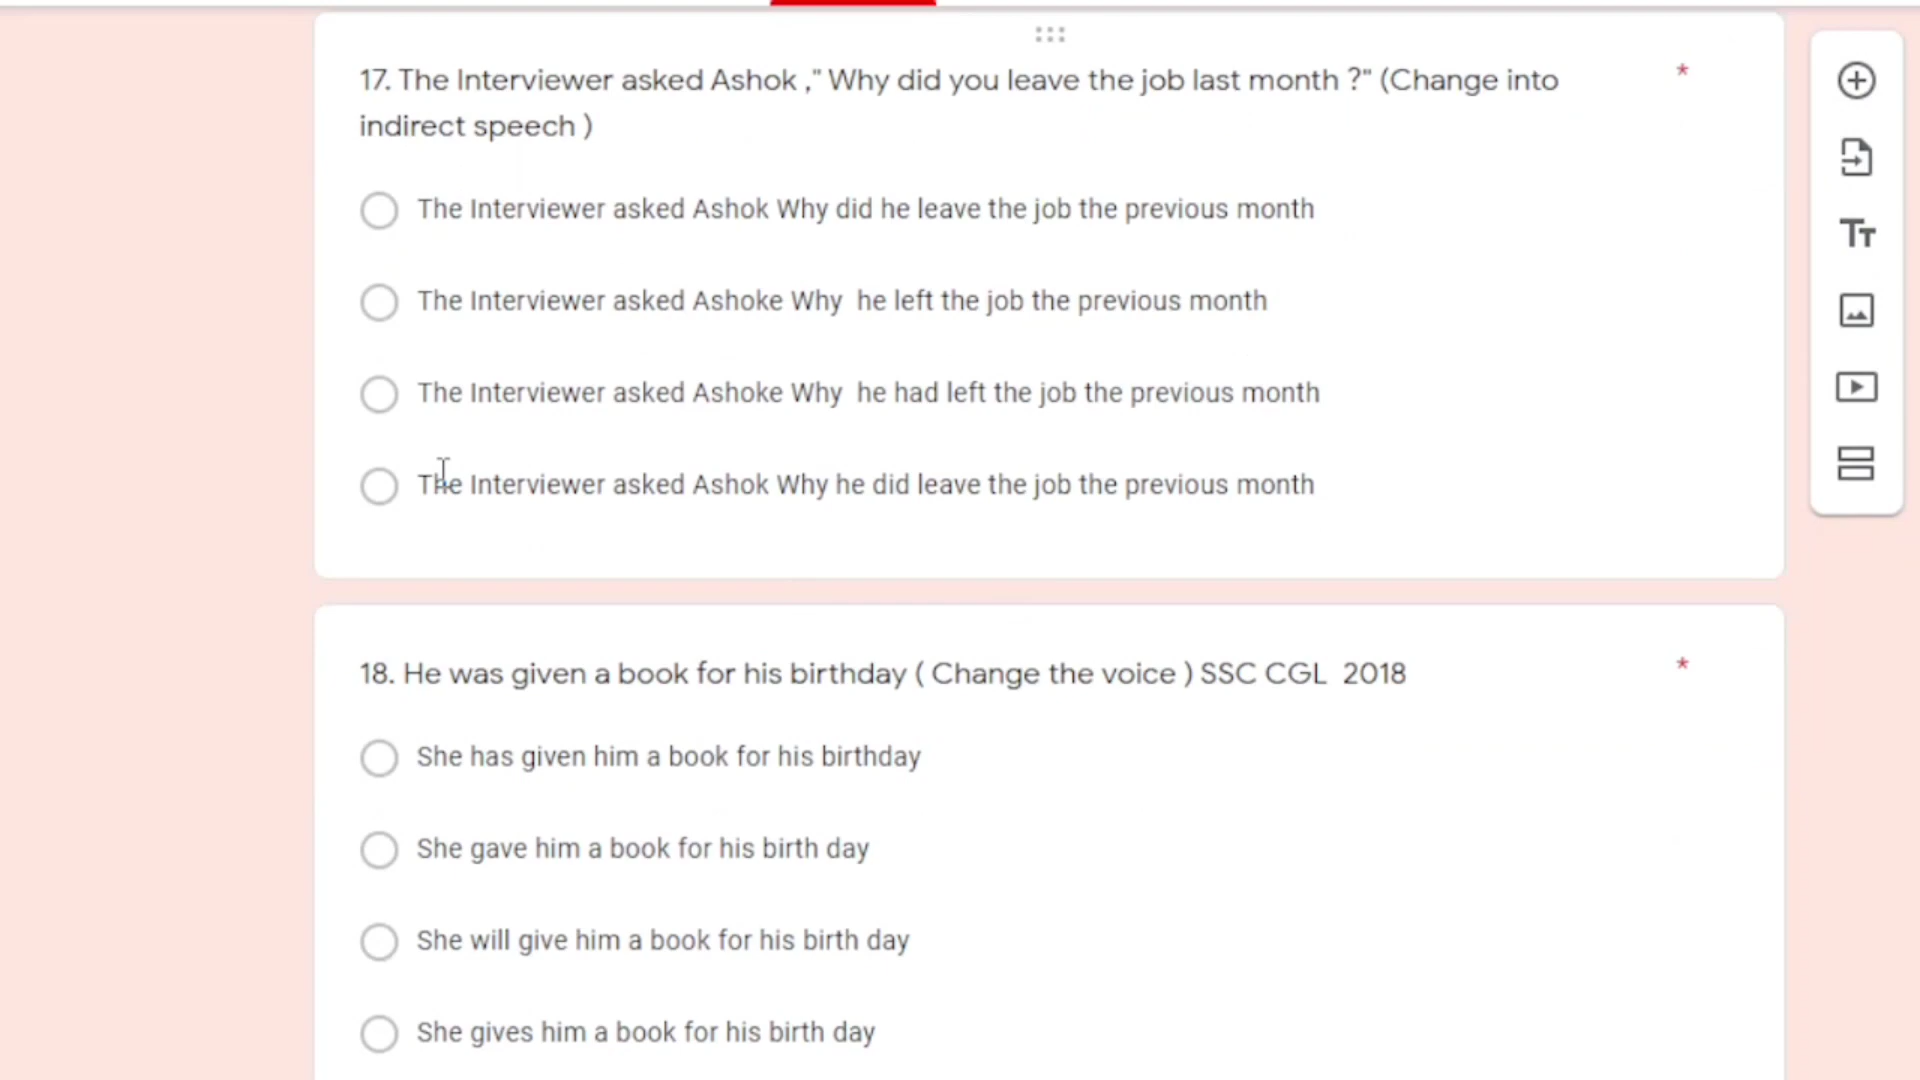 17. The Interviewer asked Ashok ," Why did you leave the job last month ?" (Change into
indirect speech )
The Interviewer asked Ashok Why did he leave the job the previous month
The Interviewer asked Ashoke Why  he left the job the previous month
The Interviewer asked Ashoke Why  he had left the job the previous month
The Interviewer asked Ashok Why he did leave the job the previous month
18. He was given a book for his birthday ( Change the voice ) SSC CGL  2018
She has given him a book for his birthday
She gave him a book for his birth day
She will give him a book for his birth day
She gives him a book for his birth day